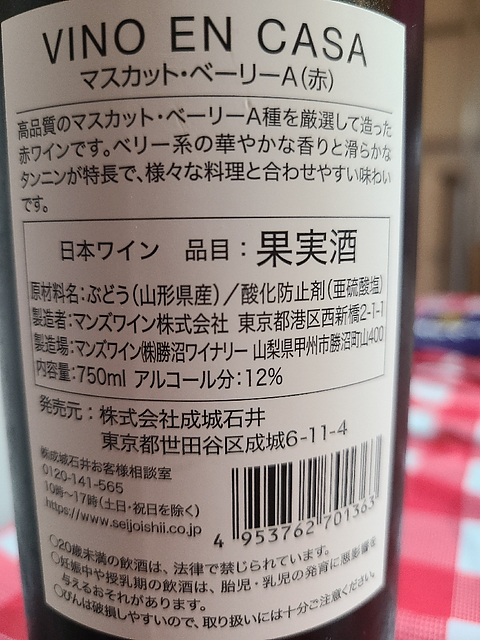 VINO EN CASA
マスカット・ベーリーA(赤)
高品質のマスカット・ベーリーA種を厳選して造った
赤ワインです。ベリー系の華やかな香りと滑らかな
タンニンが特長で、様々な料理と合わせやすい味わい
です。
日本ワイン 品目:果実酒
原材料名:ぶどう(山形県産)/酸化防止剤(亜硫酸塩)
製造者:マンズワイン株式会社 東京都港区西新橋2-1-1
製造場:マンズワイン㈱勝沼ワイナリー 山梨県甲州市勝沼町山400
内容量:750ml アルコール分:12%
発売元:株式会社成城石井
東京都世田谷区成城6-11-4
㈱成城石井お客様相談室
0120-141-565
10時〜17時(土日・祝日を除く)
https://www.seijoishii.co.jp
4 953762 701363
○20歳未満の飲酒は、法律で禁じられています。
○妊娠中や授乳期の飲酒は、胎児・乳児の発育に悪影響を
与えるおそれがあります。
○びんは破損しやすいので、取り扱いには十分ご注意ください。